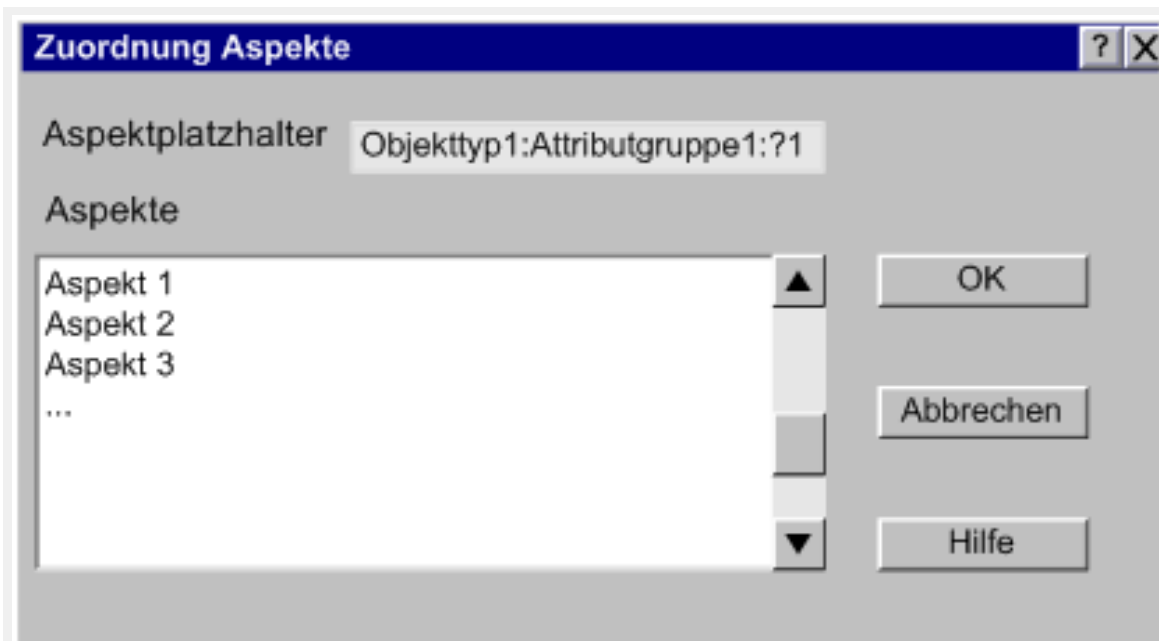 Zuordnung Aspekte
? X
Aspektplatzhalter Objekttyp1:Attributgruppe1:?1
Aspekte
Aspekt 1
Aspekt 2
Aspekt 3
...
OK
Abbrechen
Hilfe